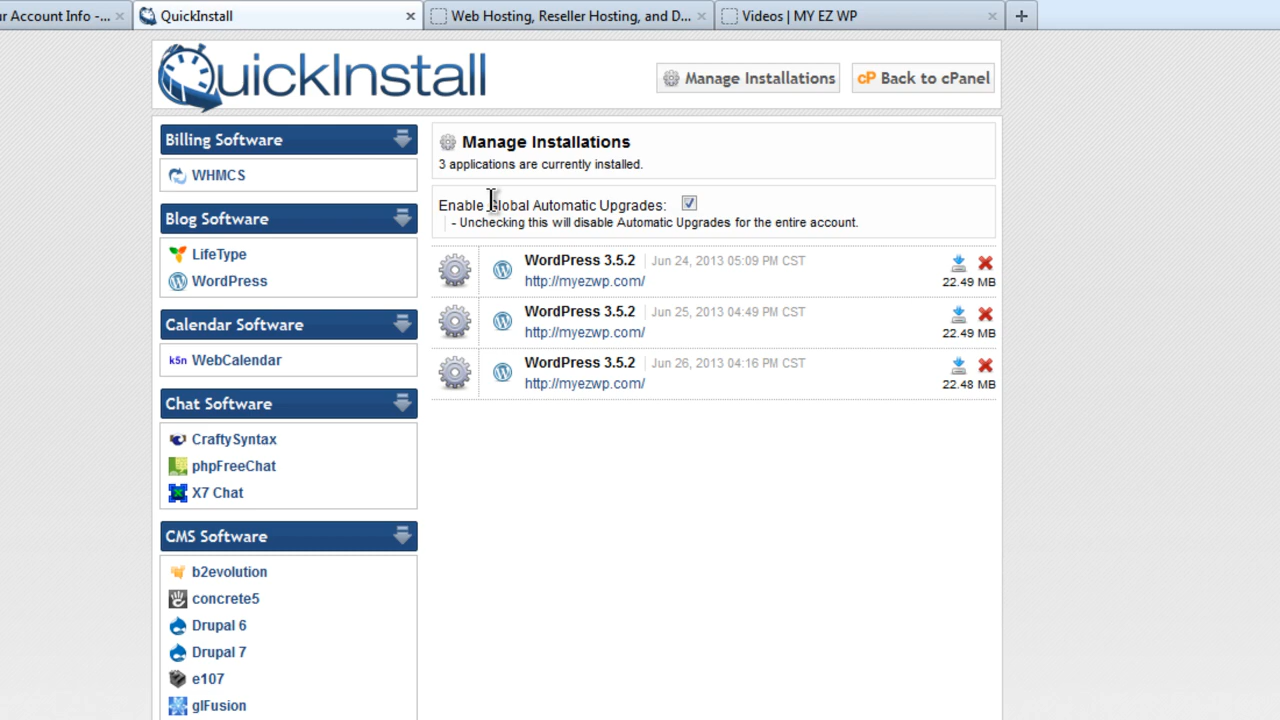 ur Account Info -...
QuickInstall
Web Hosting, Reseller Hosting, and D...
Videos | MY EZ WP
QuickInstall
Manage Installations
cP Back to cPanel
Billing Software
WHMCS
Blog Software
LifeType
WordPress
Calendar Software
k5n WebCalendar
Chat Software
CraftySyntax
phpFreeChat
X7 Chat
CMS Software
b2evolution
concrete5
Drupal 6
Drupal 7
e107
glFusion
Manage Installations
3 applications are currently installed.
Enable Global Automatic Upgrades:
- Unchecking this will disable Automatic Upgrades for the entire account.
WordPress 3.5.2 | Jun 24, 2013 05:09 PM CST
http://myezwp.com/
22.49 MB
WordPress 3.5.2 | Jun 25, 2013 04:49 PM CST
http://myezwp.com/
22.49 MB
WordPress 3.5.2 | Jun 26, 2013 04:16 PM CST
http://myezwp.com/
22.48 MB